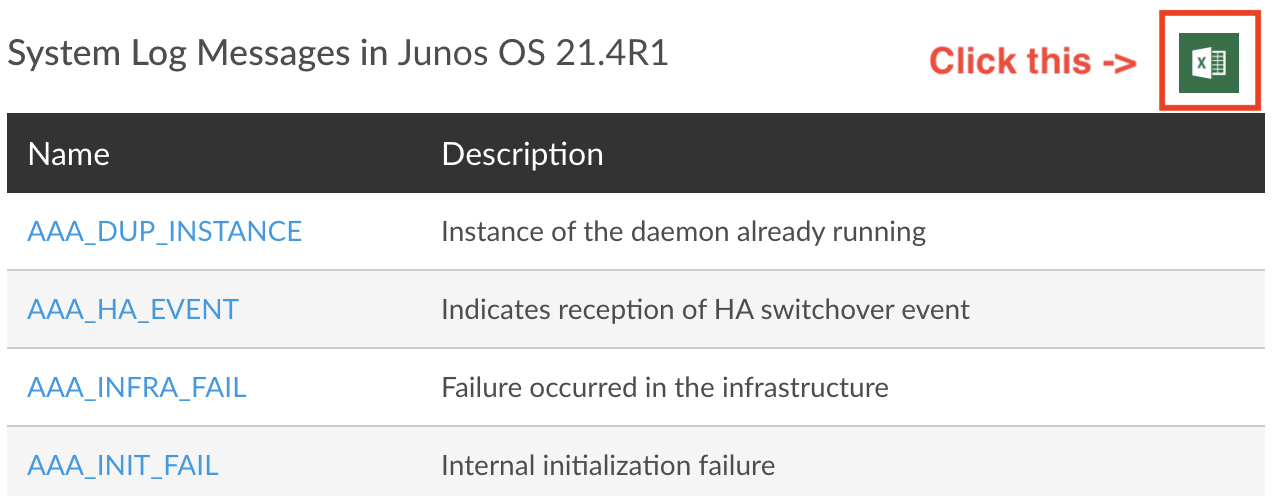 System Log Messages in Junos OS 21.4R1
Click this ->
X
Name Description
AAA_DUP_INSTANCE Instance of the daemon already running
AAA_HA_EVENT Indicates reception of HA switchover event
AAA_INFRA_FAIL Failure occurred in the infrastructure
AAA_INIT_FAIL Internal initialization failure